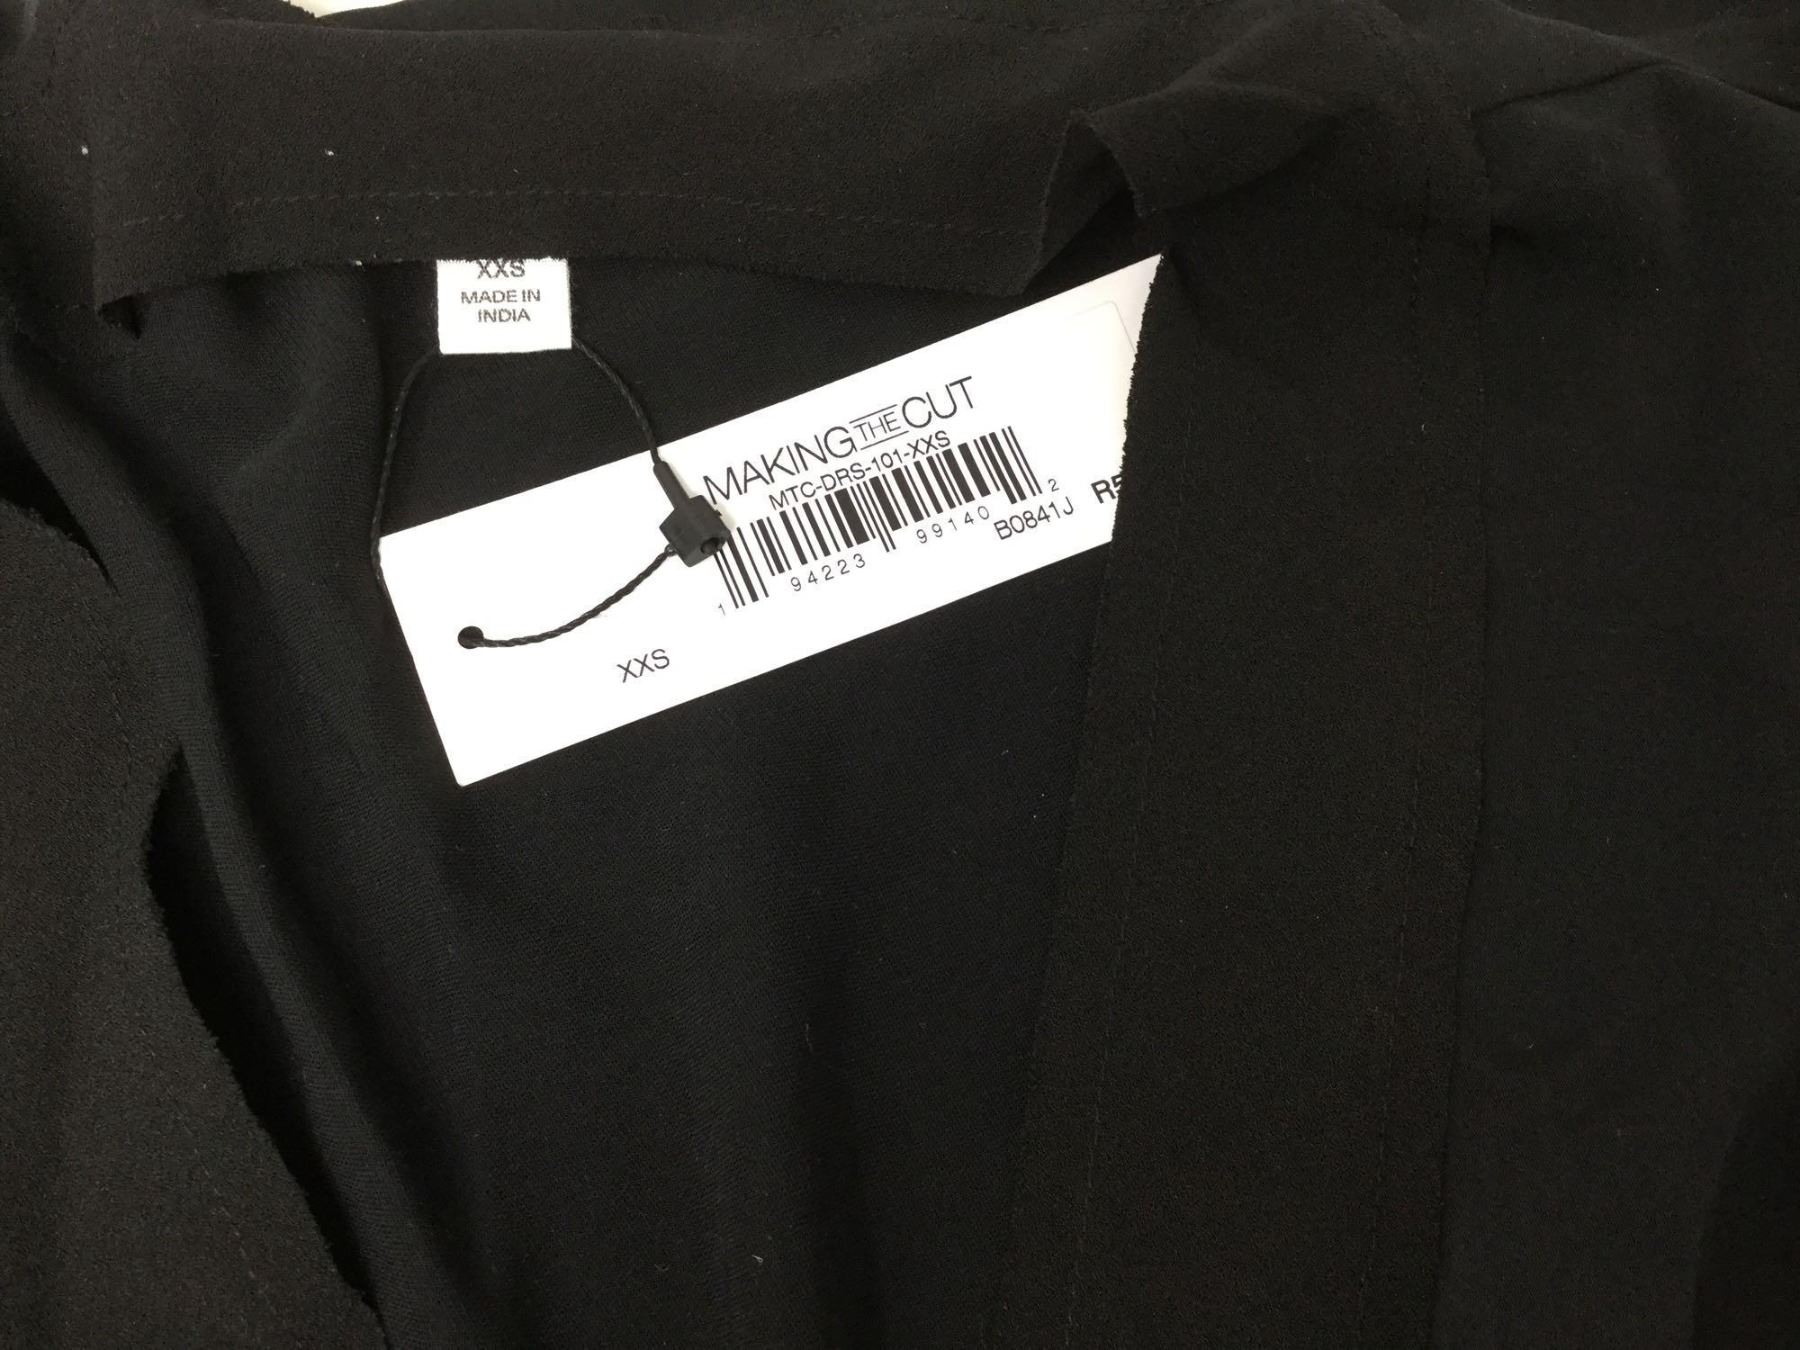 XXS
MADE IN
INDIA
MAKING THE CUT
MTC-DRS-101-XXS
1 94223 99140 2
B0841J
XXS